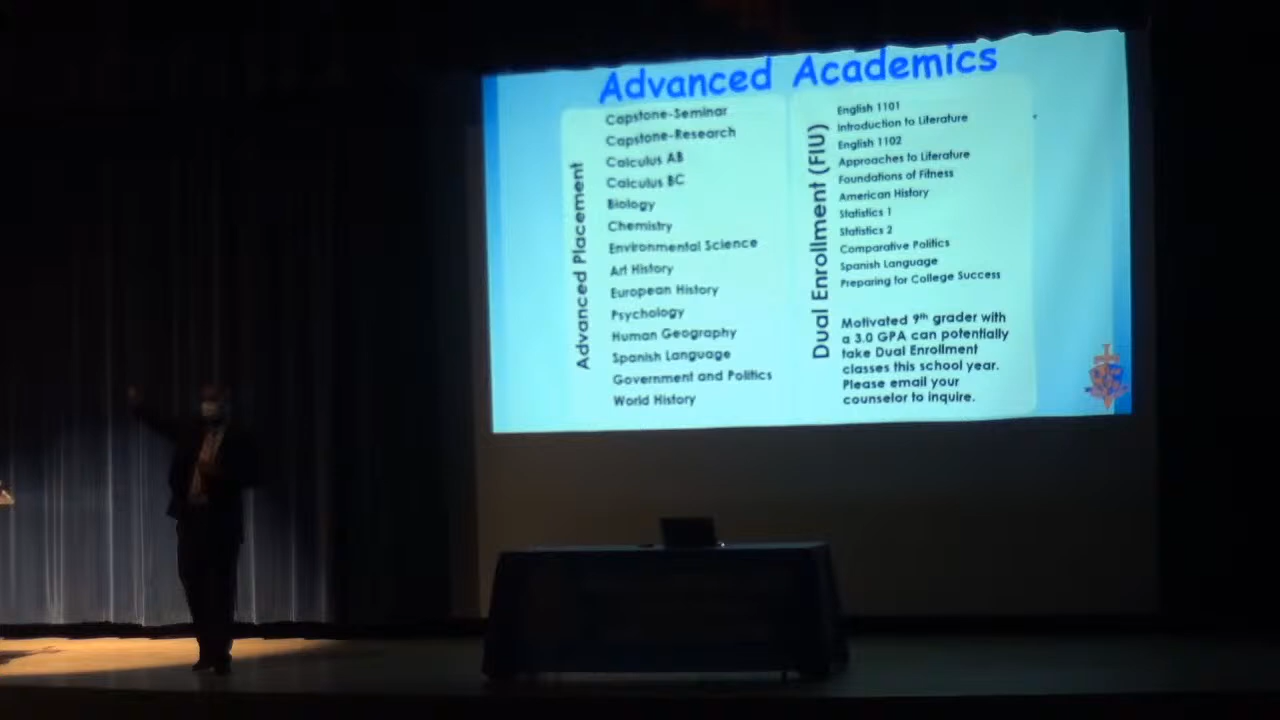 Advanced Academics
Advanced Placement
Capstone-Seminar
Capstone-Research
Calculus AB
Calculus BC
Biology
Chemistry
Environmental Science
Art History
European History
Psychology
Human Geography
Spanish Language
Government and Politics
World History
Dual Enrollment (FIU)
English 1101
Introduction to Literature
English 1102
Approaches to Literature
Foundations of Fitness
American History
Statistics 1
Statistics 2
Comparative Politics
Spanish Language
Preparing for College Success
Motivated 9th grader with
a 3.0 GPA can potentially
take Dual Enrollment
classes this school year.
Please email your
counselor to inquire.